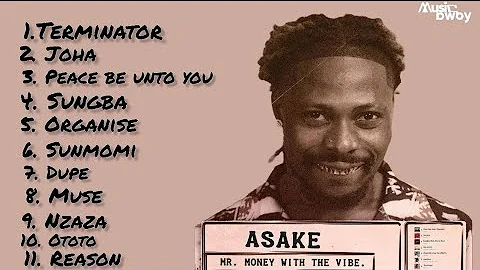 Music
Bwoy
1.Terminator
2. Joha
3. Peace be unto you
4. Sungba
5. Organise
6. Sunmomi
7. Dupe
8. Muse
9. Nzaza
10. Ototo
11. Reason
ASAKE
MR. MONEY WITH THE VIBE.